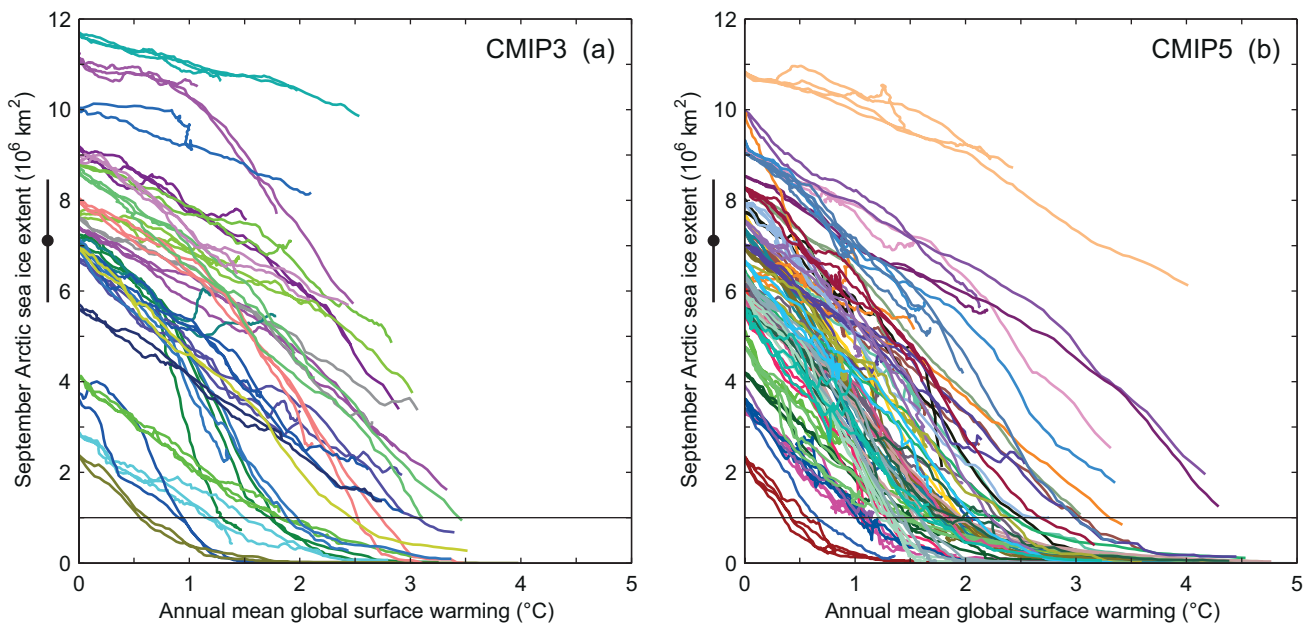 CMIP3 (a)
September Arctic sea ice extent (10⁶ km²)
12
10
8
6
4
2
0
0 1 2 3 4 5
Annual mean global surface warming (°C)
CMIP5 (b)
September Arctic sea ice extent (10⁶ km²)
12
10
8
6
4
2
0
0 1 2 3 4 5
Annual mean global surface warming (°C)